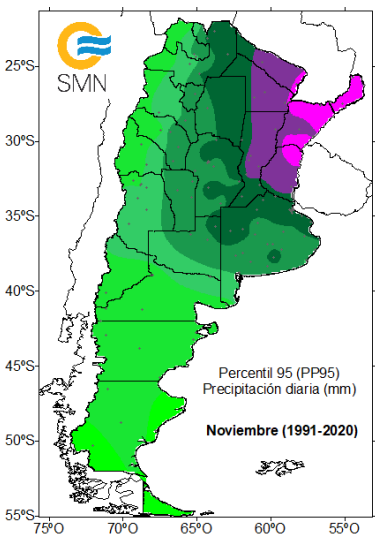 SMN
25°S
30°S
35°S
40°S
45°S
50°S
55°S
Percentil 95 (PP95)
Precipitación diaria (mm)
Noviembre (1991-2020)
75°O
70°O
65°O
60°O
55°O